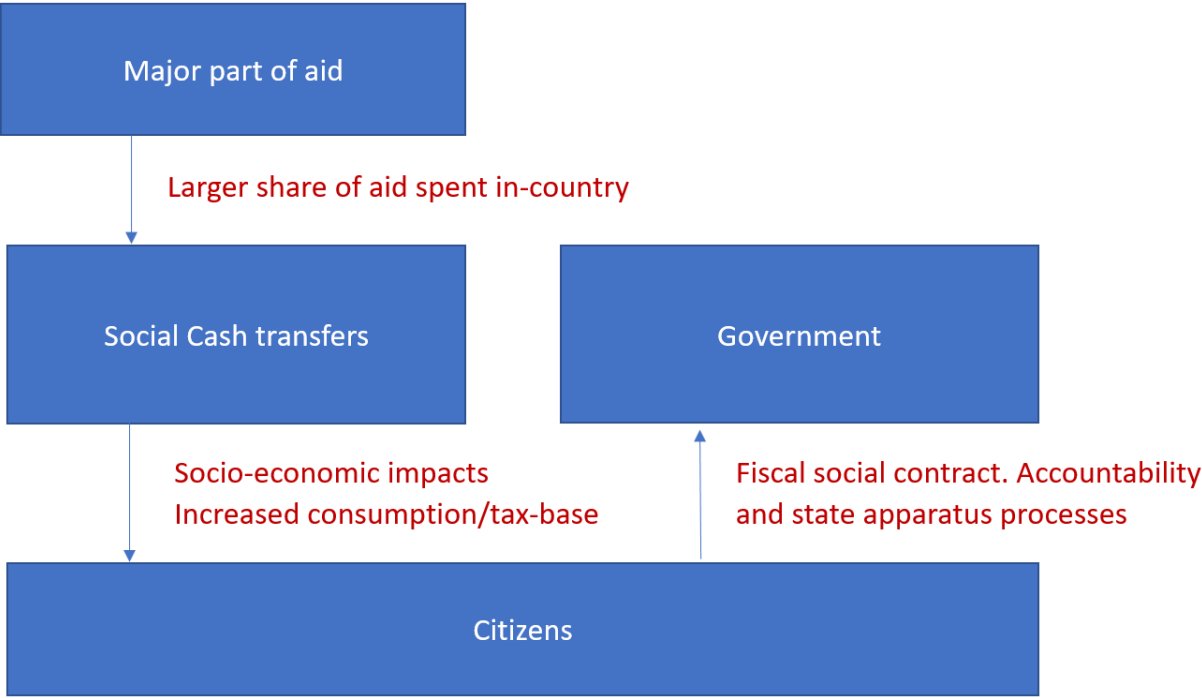 Major part of aid
Larger share of aid spent in-country
Social Cash transfers
Government
Socio-economic impacts
Increased consumption/tax-base
Fiscal social contract. Accountability
and state apparatus processes
Citizens